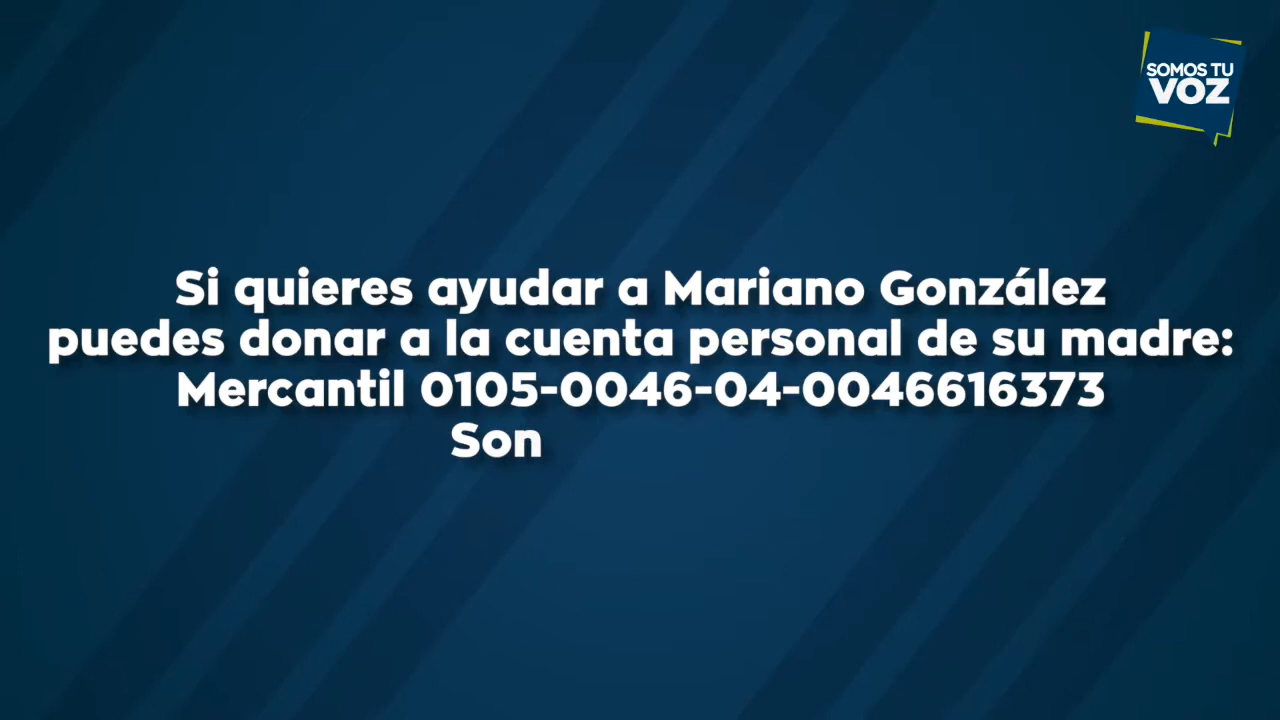 SOMOS TU
VOZ
Si quieres ayudar a Mariano González
puedes donar a la cuenta personal de su madre:
Mercantil 0105-0046-04-0046616373
Son